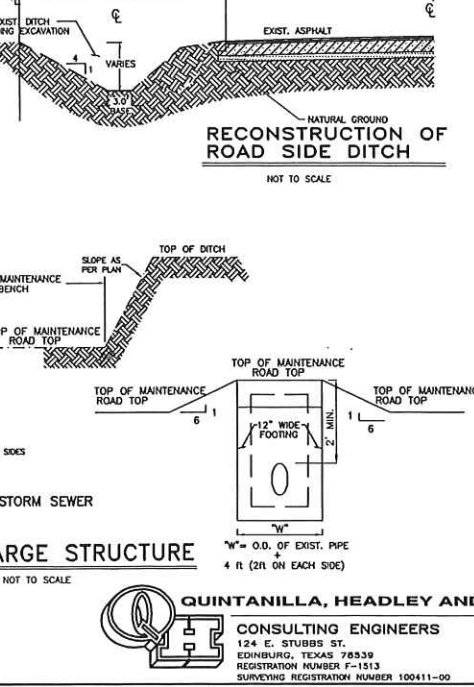 ℄
℄
EXIST. DITCH
EXCAVATION
EXIST. ASPHALT
4
1
VARIES
3.0'
BASE
NATURAL GROUND
RECONSTRUCTION OF
ROAD SIDE DITCH
NOT TO SCALE
TOP OF DITCH
SLOPE AS
PER PLAN
MAINTENANCE
BENCH
OF MAINTENANCE
ROAD TOP
TOP OF MAINTENANCE
ROAD TOP
TOP OF MAINTENANCE
ROAD TOP
TOP OF
ROAD TOP
1
6
1
6
12" WIDE
FOOTING
2' MIN.
SIDES
STORM SEWER
"W"
"W"= O.D. OF EXIST. PIPE
+
4 ft (2ft ON EACH SIDE)
STRUCTURE
NOT TO SCALE
QH
QUINTANILLA, HEADLEY AND
CONSULTING ENGINEERS
124 E. STUBBS ST.
EDINBURG, TEXAS 78539
REGISTRATION NUMBER F-1513
SURVEYING REGISTRATION NUMBER 100411-00